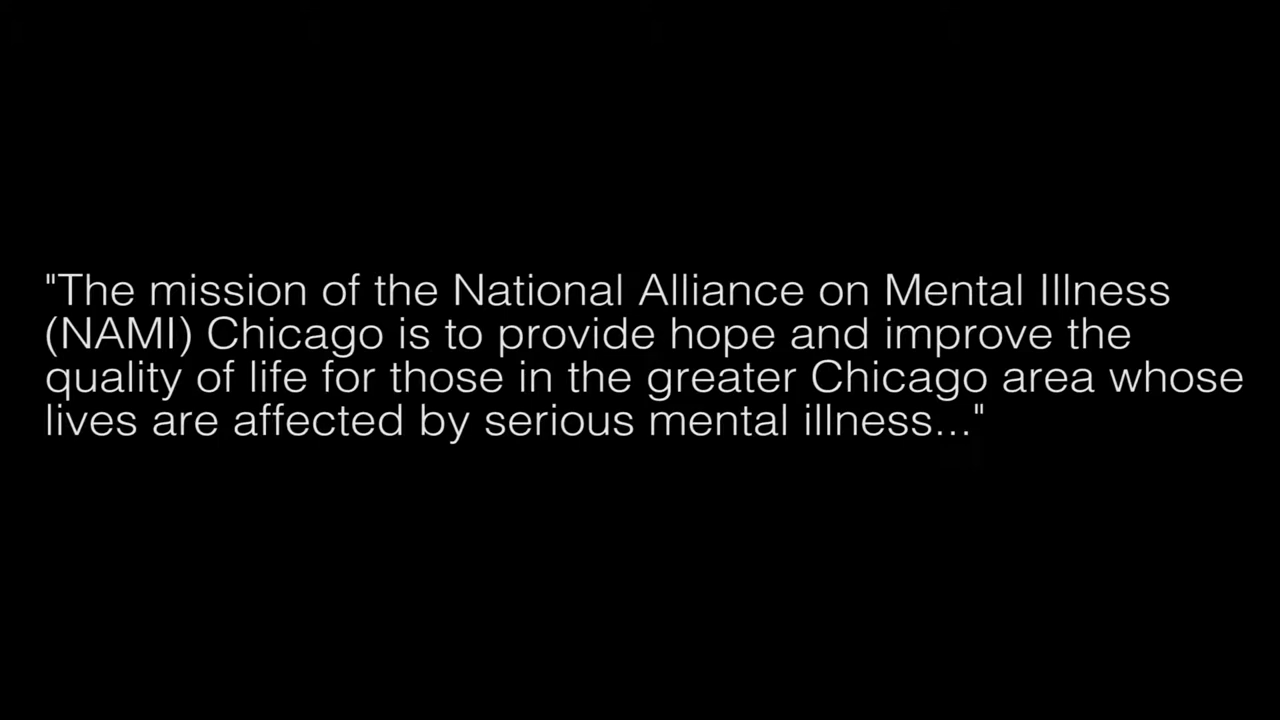 "The mission of the National Alliance on Mental Illness
(NAMI) Chicago is to provide hope and improve the
quality of life for those in the greater Chicago area whose
lives are affected by serious mental illness..."